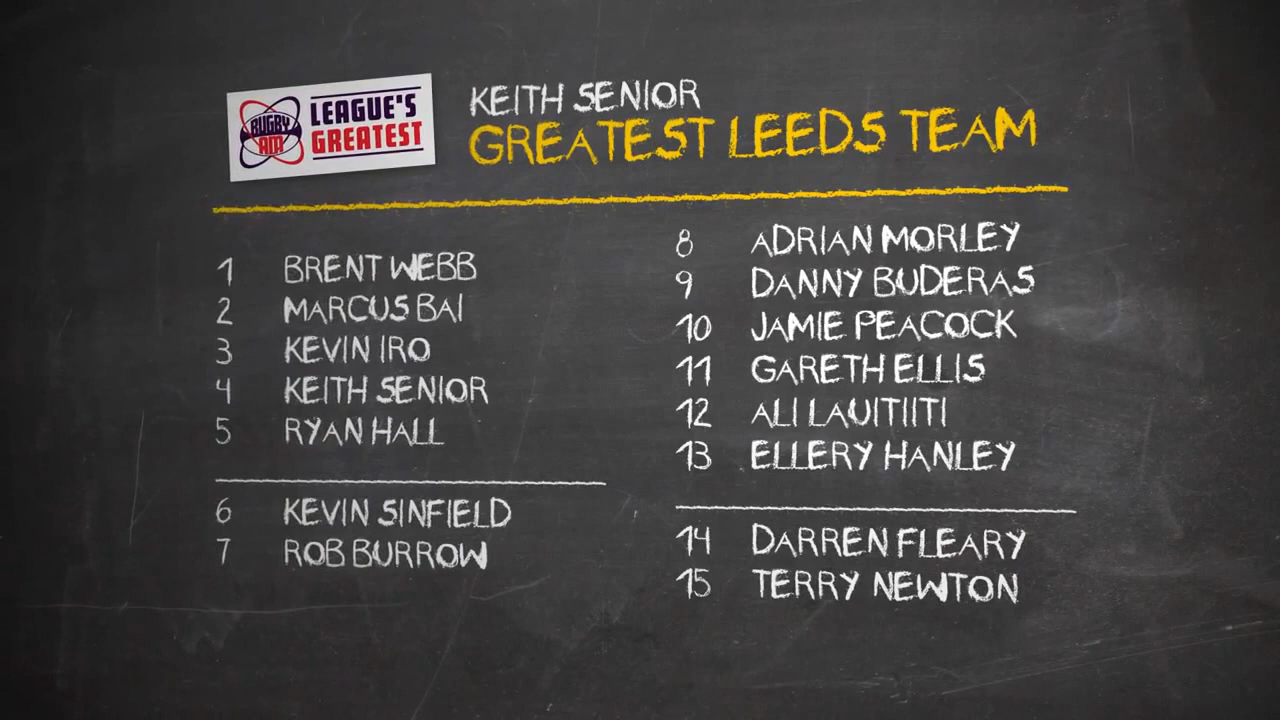 RUGBY AM
LEAGUE'S
GREATEST
KEITH SENIOR
GREATEST LEEDS TEAM
1 BRENT WEBB
2 MARCUS BAI
3 KEVIN IRO
4 KEITH SENIOR
5 RYAN HALL
6 KEVIN SINFIELD
7 ROB BURROW
8 ADRIAN MORLEY
9 DANNY BUDERAS
10 JAMIE PEACOCK
11 GARETH ELLIS
12 ALI LAUITIITI
13 ELLERY HANLEY
14 DARREN FLEARY
15 TERRY NEWTON